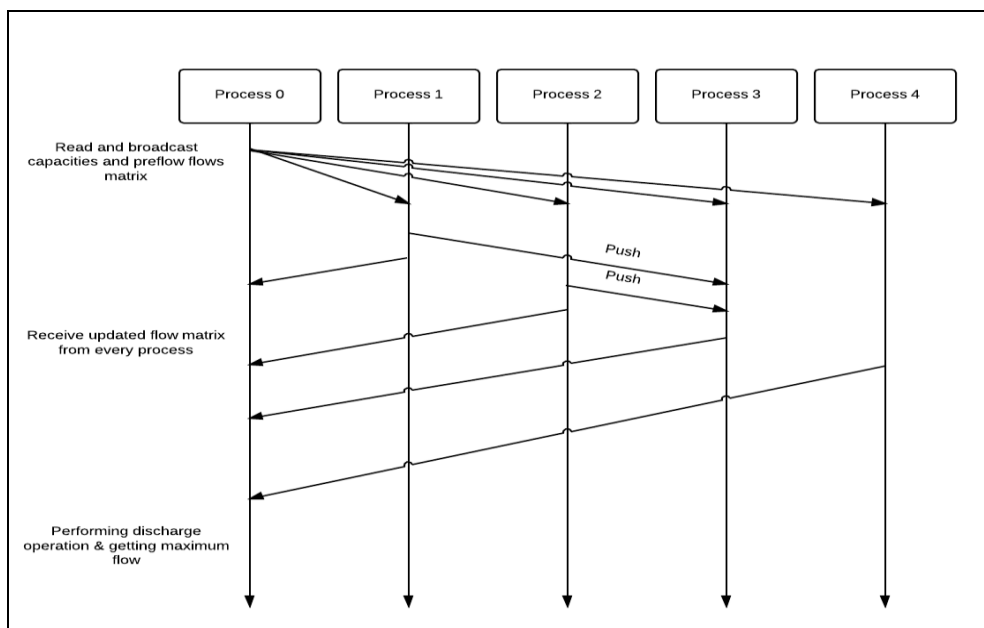 Process 0
Process 1
Process 2
Process 3
Process 4
Read and broadcast
capacities and preflow flows
matrix
Push
Push
Receive updated flow matrix
from every process
Performing discharge
operation & getting maximum
flow